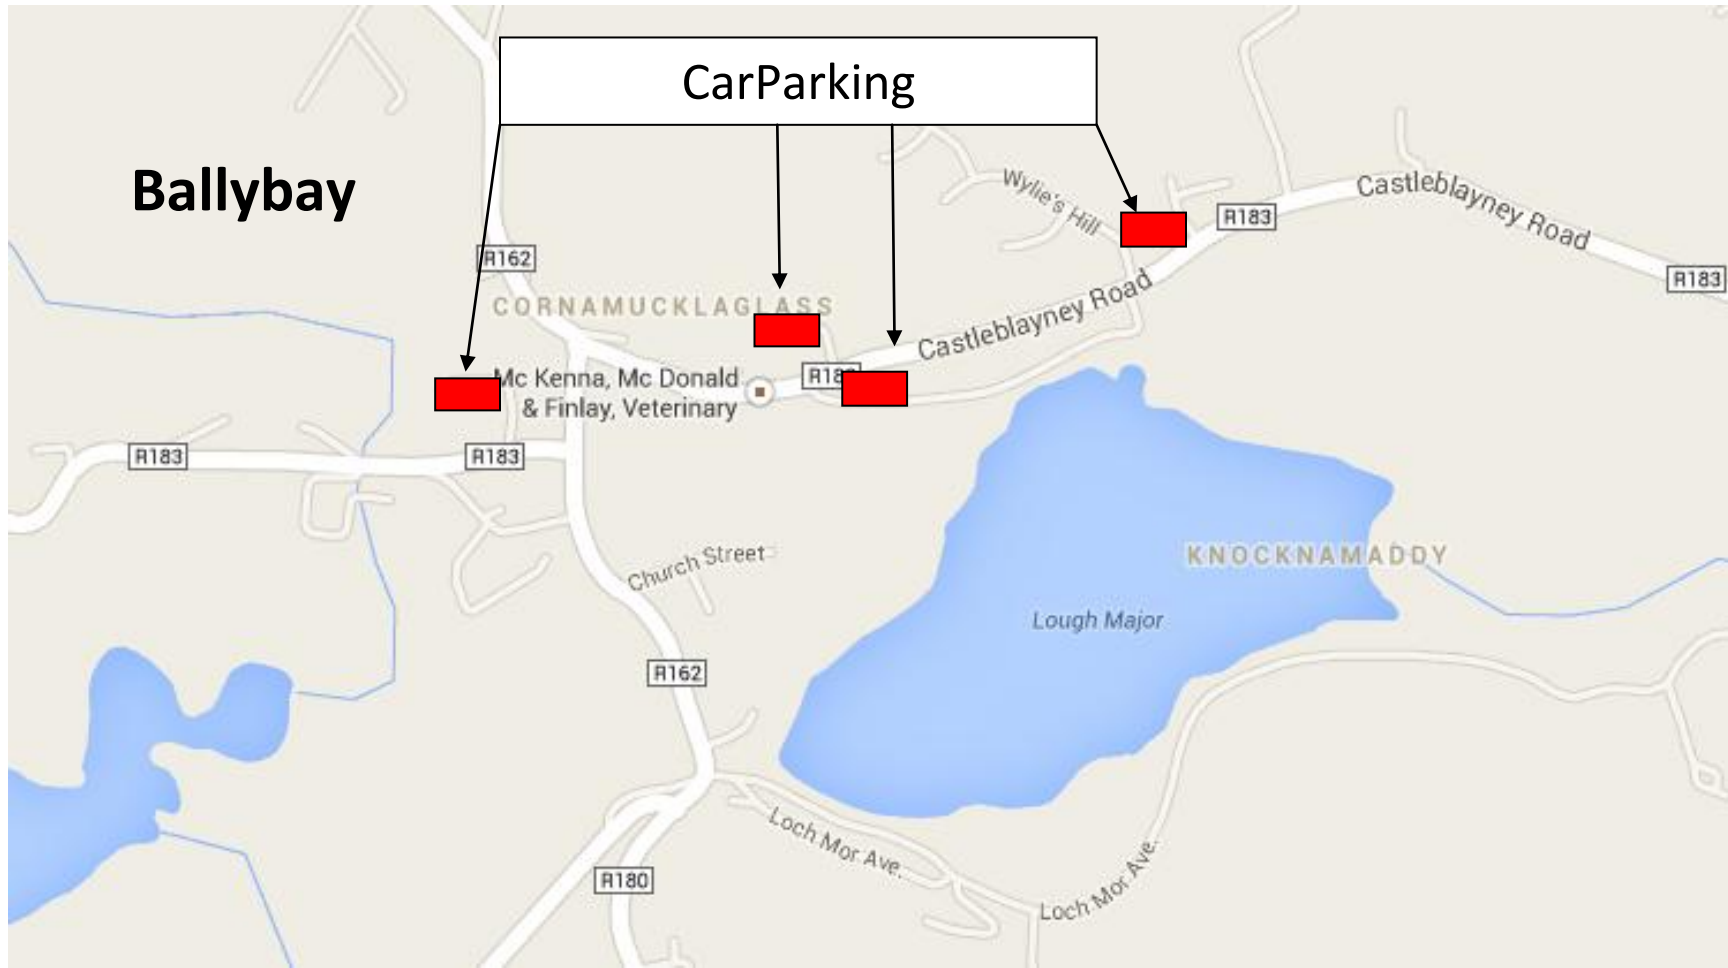 CarParking
Ballybay
Wylie's Hill
Castleblayney Road
R183
R162
R183
CORNAMUCKLAGLASS
Castleblayney Road
Mc Kenna, Mc Donald
& Finlay, Veterinary
R183
R183
Church Street
KNOCKNAMADDY
Lough Major
R162
Loch Mor Ave.
Loch Mor Ave.
R180